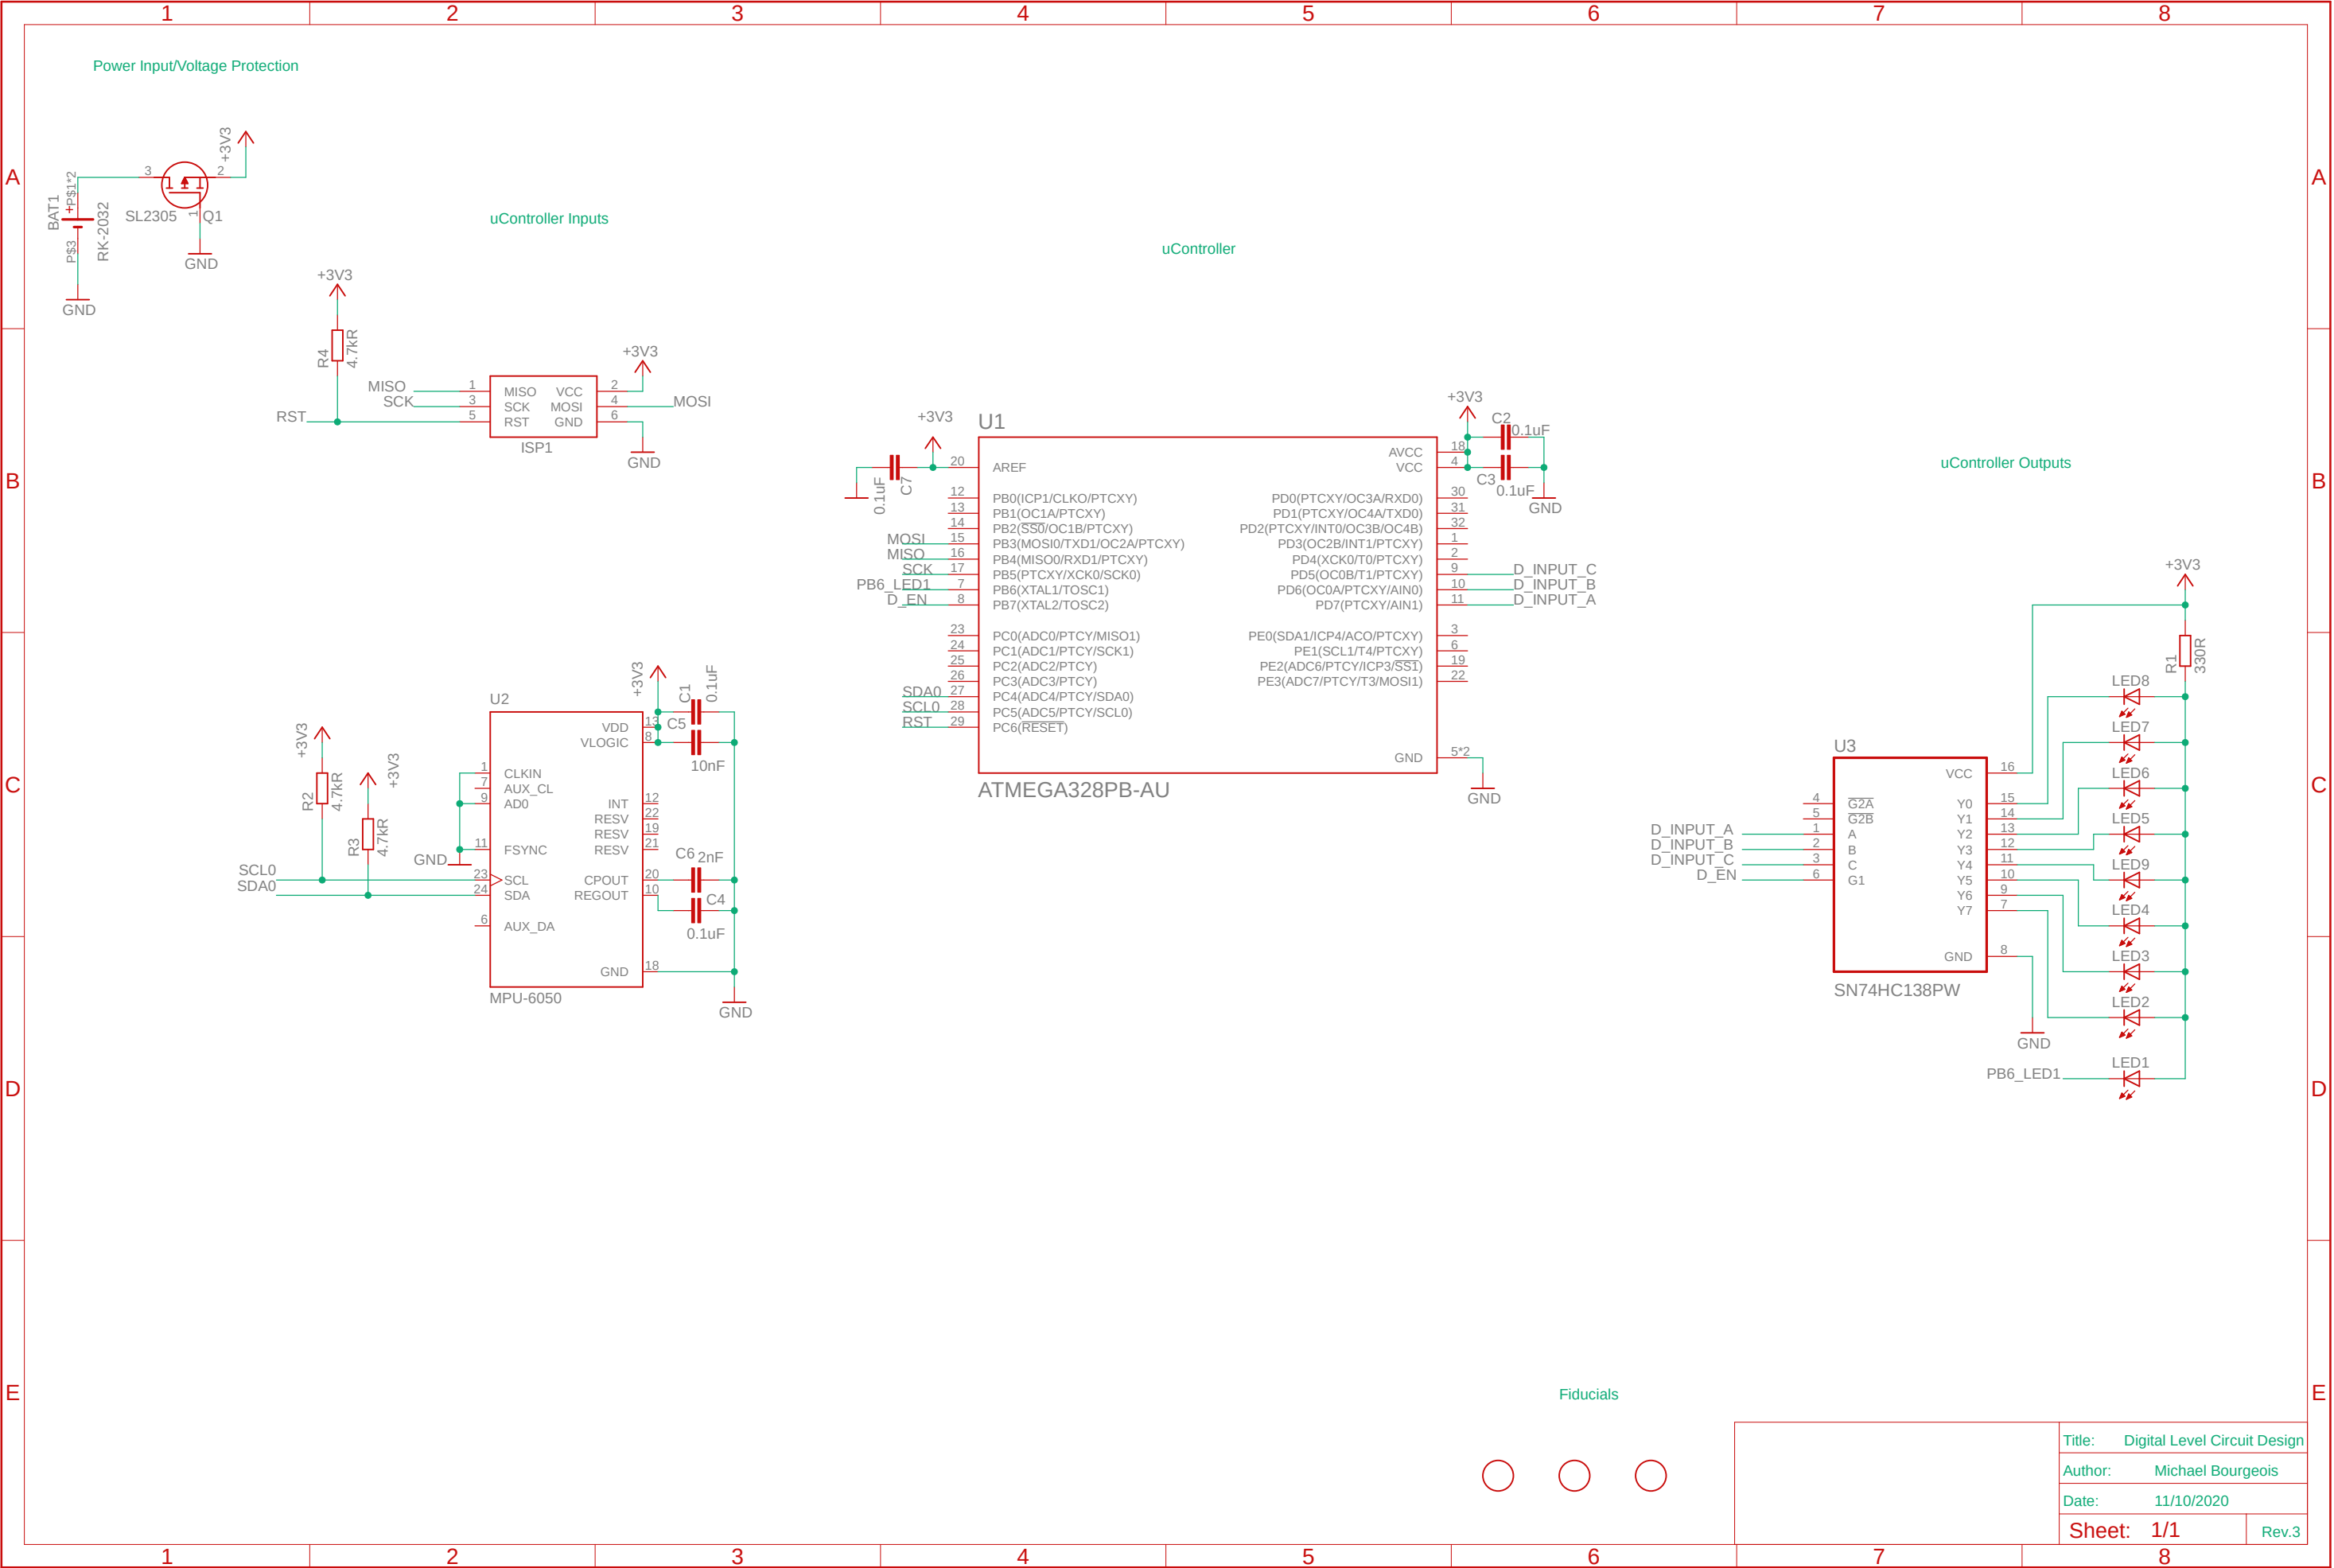 1 2 3 4 5 6 7 8
A A
B B
C C
D D
E E
1 2 3 4 5 6 7 8
Power Input/Voltage Protection
+3V3
3 2
BAT1
+
P$1*2
P$3
RK-2032
SL2305 1 Q1
GND
GND
uController Inputs
+3V3
R4
4.7kR
+3V3
MISO 1 MISO VCC 2
SCK 3 SCK MOSI 4 MOSI
RST 5 RST GND 6
ISP1
GND
+3V3
+3V3
R2
4.7kR
R3
4.7kR
+3V3
C1
0.1uF
U2
VDD 13
C5
VLOGIC 8
10nF
1 CLKIN
7 AUX_CL
9 AD0
INT 12
RESV 22
RESV 19
RESV 21
11 FSYNC
GND
C6 2nF
SCL0 23 SCL CPOUT 20
SDA0 24 SDA REGOUT 10
C4
0.1uF
6 AUX_DA
GND 18
MPU-6050
GND
uController
+3V3
U1
+3V3
C2
0.1uF
0.1uF
C7
20 AREF
AVCC 18
VCC 4
C3
0.1uF
GND
12 PB0(ICP1/CLKO/PTCXY)
13 PB1(OC1A/PTCXY)
14 PB2(SS0/OC1B/PTCXY)
MOSI 15 PB3(MOSI0/TXD1/OC2A/PTCXY)
MISO 16 PB4(MISO0/RXD1/PTCXY)
SCK 17 PB5(PTCXY/XCK0/SCK0)
PB6_LED1 7 PB6(XTAL1/TOSC1)
D_EN 8 PB7(XTAL2/TOSC2)
23 PC0(ADC0/PTCY/MISO1)
24 PC1(ADC1/PTCY/SCK1)
25 PC2(ADC2/PTCY)
26 PC3(ADC3/PTCY)
SDA0 27 PC4(ADC4/PTCY/SDA0)
SCL0 28 PC5(ADC5/PTCY/SCL0)
RST 29 PC6(RESET)
PD0(PTCXY/OC3A/RXD0) 30
PD1(PTCXY/OC4A/TXD0) 31
PD2(PTCXY/INT0/OC3B/OC4B) 32
PD3(OC2B/INT1/PTCXY) 1
PD4(XCK0/T0/PTCXY) 2
PD5(OC0B/T1/PTCXY) 9 D_INPUT_C
PD6(OC0A/PTCXY/AIN0) 10 D_INPUT_B
PD7(PTCXY/AIN1) 11 D_INPUT_A
PE0(SDA1/ICP4/ACO/PTCXY) 3
PE1(SCL1/T4/PTCXY) 6
PE2(ADC6/PTCY/ICP3/SS1) 19
PE3(ADC7/PTCY/T3/MOSI1) 22
GND 5*2
ATMEGA328PB-AU
GND
uController Outputs
+3V3
R1
330R
LED8
LED7
LED6
LED5
LED9
LED4
LED3
LED2
LED1
U3
VCC 16
4 G2A Y0 15
5 G2B Y1 14
D_INPUT_A 1 A Y2 13
D_INPUT_B 2 B Y3 12
D_INPUT_C 3 C Y4 11
D_EN 6 G1 Y5 10
Y6 9
Y7 7
GND 8
SN74HC138PW
GND
PB6_LED1
Fiducials
Title: Digital Level Circuit Design
Author: Michael Bourgeois
Date: 11/10/2020
Sheet: 1/1 Rev.3